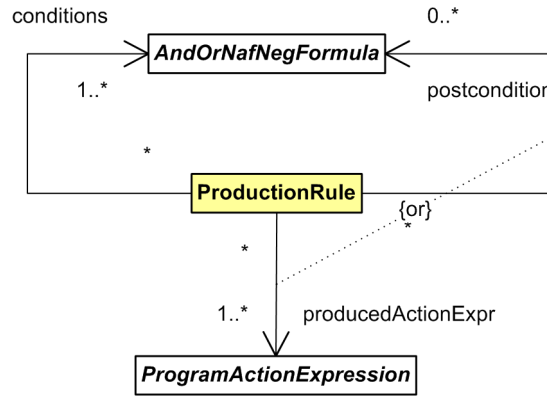 conditions
0..*
AndOrNafNegFormula
1..*
postcondition
*
ProductionRule
{or}
*
*
1..*
producedActionExpr
ProgramActionExpression